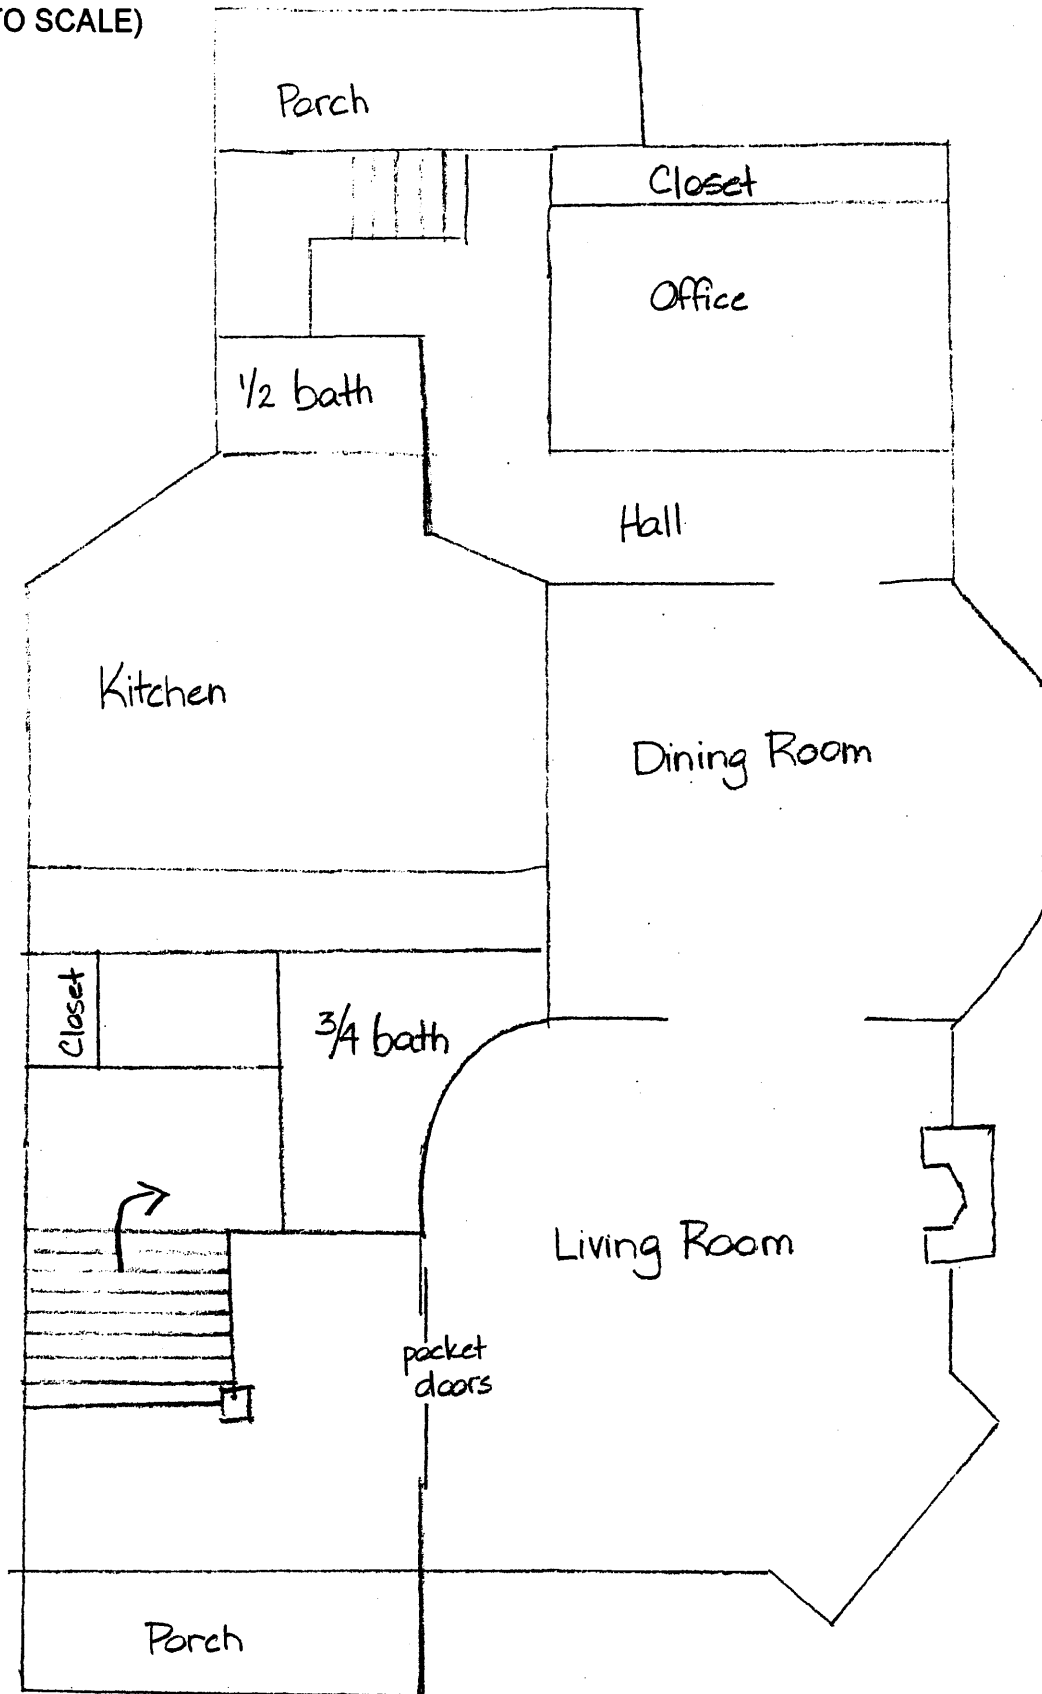 TO SCALE)
Porch
Closet
Office
1/2 bath
Hall
Kitchen
Dining Room
Closet
3/4 bath
Living Room
pocket
doors
Porch